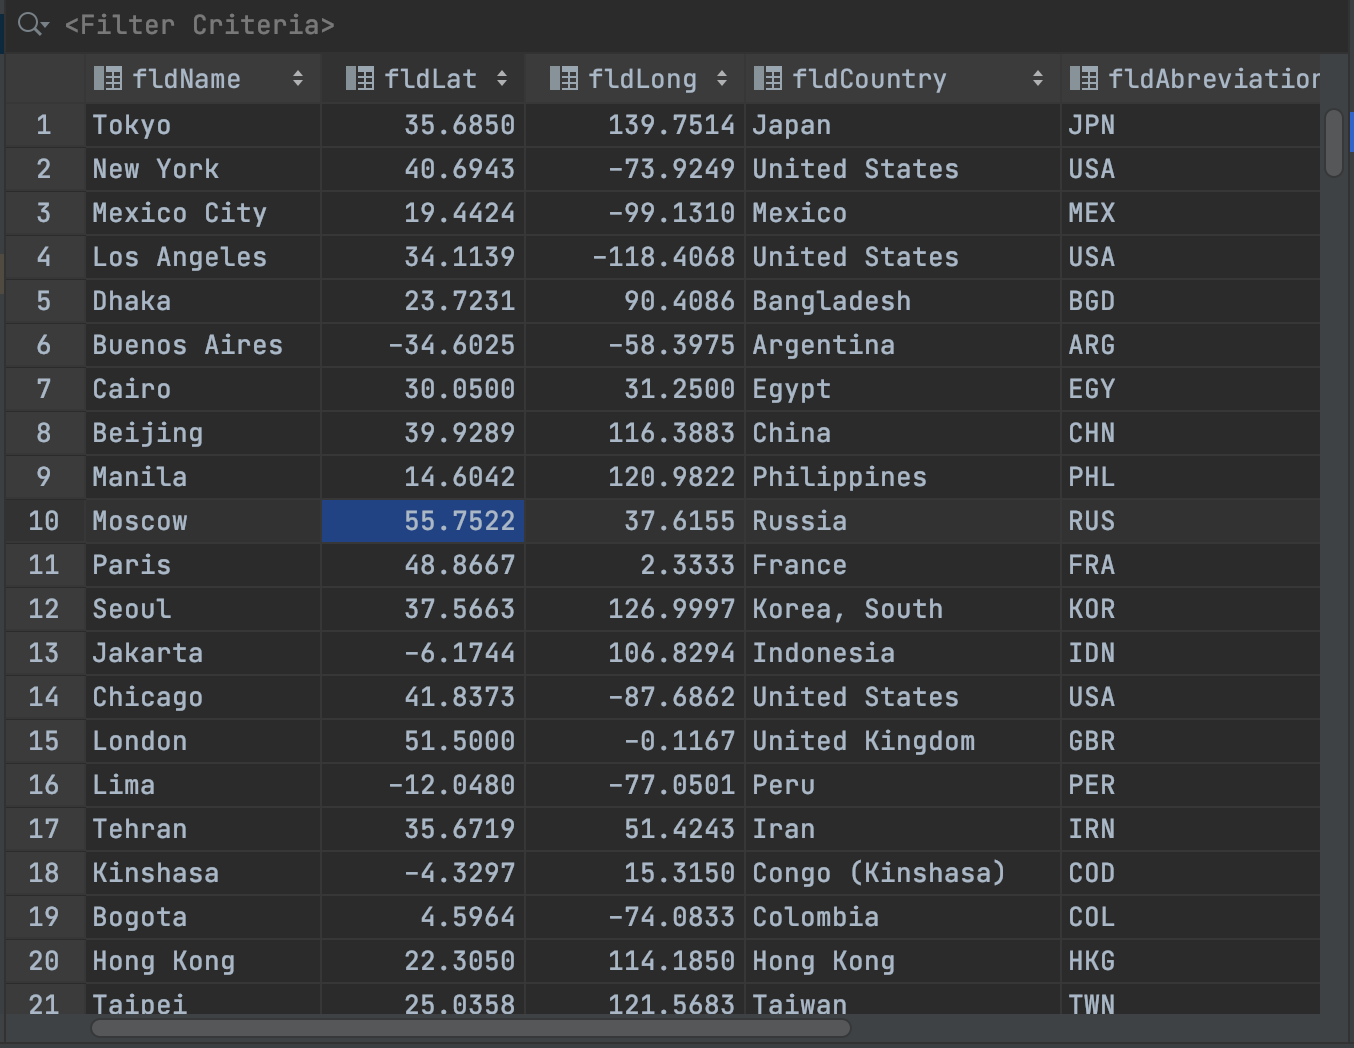 <Filter Criteria>
fldName fldLat fldLong fldCountry fldAbreviation
1 Tokyo 35.6850 139.7514 Japan JPN
2 New York 40.6943 -73.9249 United States USA
3 Mexico City 19.4424 -99.1310 Mexico MEX
4 Los Angeles 34.1139 -118.4068 United States USA
5 Dhaka 23.7231 90.4086 Bangladesh BGD
6 Buenos Aires -34.6025 -58.3975 Argentina ARG
7 Cairo 30.0500 31.2500 Egypt EGY
8 Beijing 39.9289 116.3883 China CHN
9 Manila 14.6042 120.9822 Philippines PHL
10 Moscow 55.7522 37.6155 Russia RUS
11 Paris 48.8667 2.3333 France FRA
12 Seoul 37.5663 126.9997 Korea, South KOR
13 Jakarta -6.1744 106.8294 Indonesia IDN
14 Chicago 41.8373 -87.6862 United States USA
15 London 51.5000 -0.1167 United Kingdom GBR
16 Lima -12.0480 -77.0501 Peru PER
17 Tehran 35.6719 51.4243 Iran IRN
18 Kinshasa -4.3297 15.3150 Congo (Kinshasa) COD
19 Bogota 4.5964 -74.0833 Colombia COL
20 Hong Kong 22.3050 114.1850 Hong Kong HKG
21 Taipei 25.0358 121.5683 Taiwan TWN